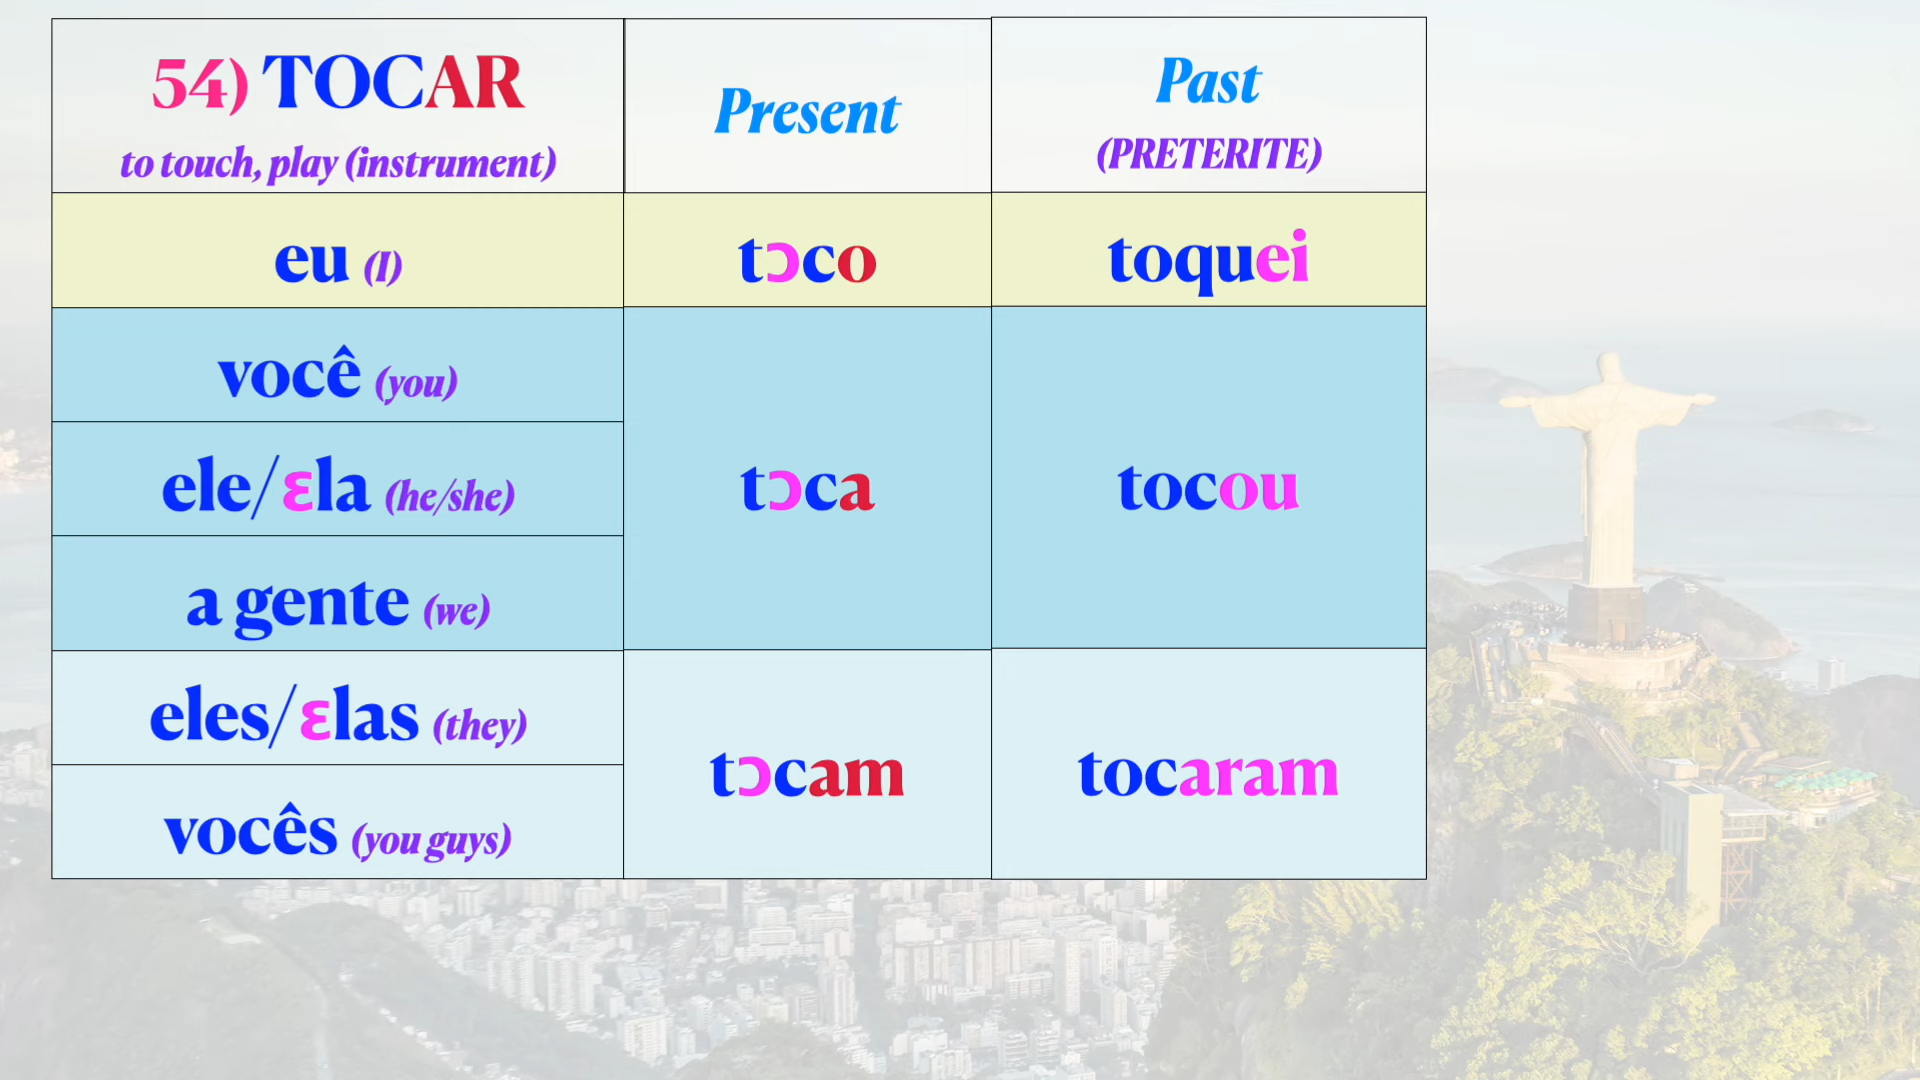 54) TOCAR
to touch, play (instrument)
Present
Past
(PRETERITE)
eu (I)
tɔco
toquei
você (you)
ele/ɛla (he/she)
a gente (we)
tɔca
tocou
eles/ɛlas (they)
vocês (you guys)
tɔcam
tocaram